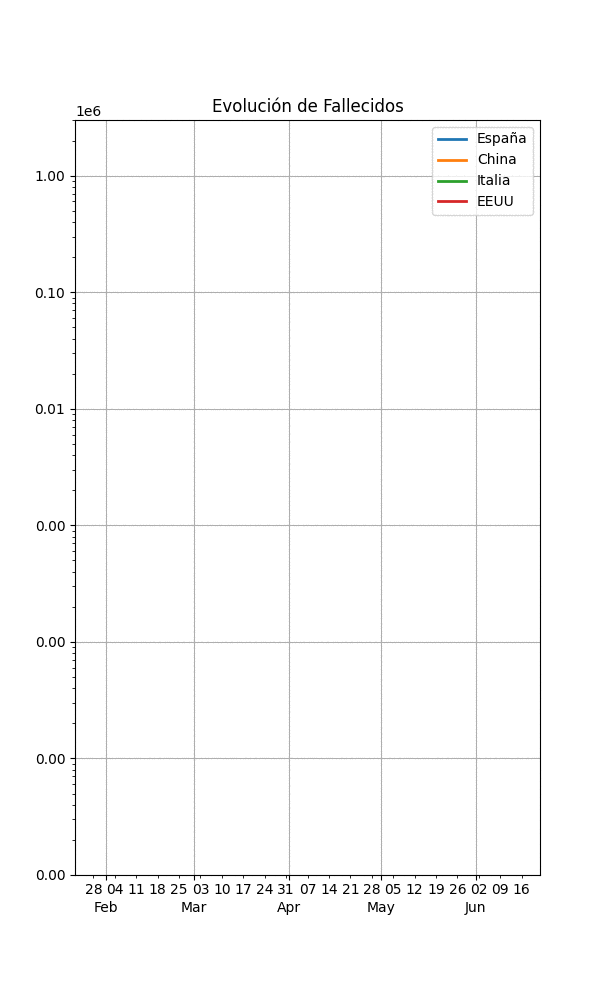 Evolución de Fallecidos
1e6
España
China
Italia
EEUU
1.00
0.10
0.01
0.00
0.00
0.00
0.00
28 04 11 18 25 03 10 17 24 31 07 14 21 28 05 12 19 26 02 09 16
Feb Mar Apr May Jun